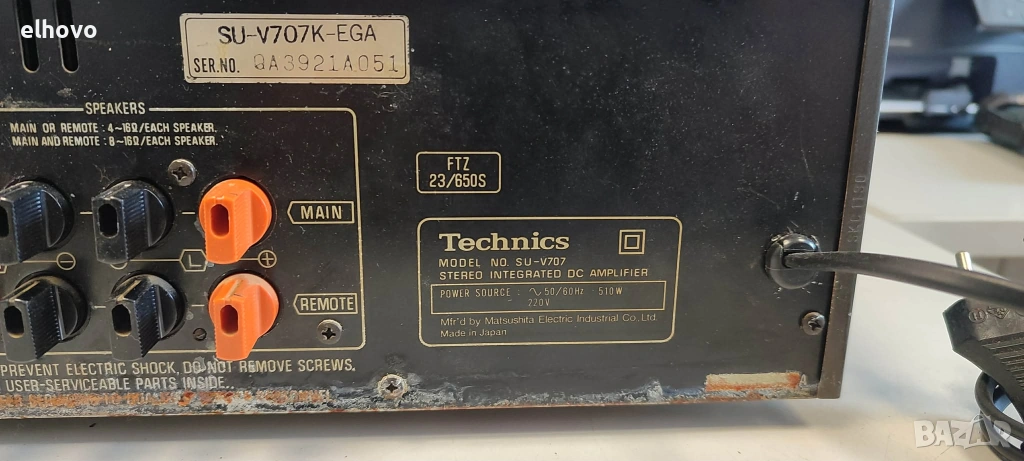 elhovo
SU-V707K-EGA
SER.NO. QA3921A051
SPEAKERS
MAIN OR REMOTE : 4~16Ω/EACH SPEAKER.
MAIN AND REMOTE : 8~16Ω/EACH SPEAKER.
FTZ
23/650S
MAIN
L
REMOTE
Technics
MODEL NO. SU-V707
STEREO INTEGRATED DC AMPLIFIER
POWER SOURCE : ∿ 50/60Hz 510W
220V
Mfr'd by Matsushita Electric Industrial Co., Ltd.
Made in Japan
PREVENT ELECTRIC SHOCK, DO NOT REMOVE SCREWS.
USER-SERVICEABLE PARTS INSIDE.
BAZAR